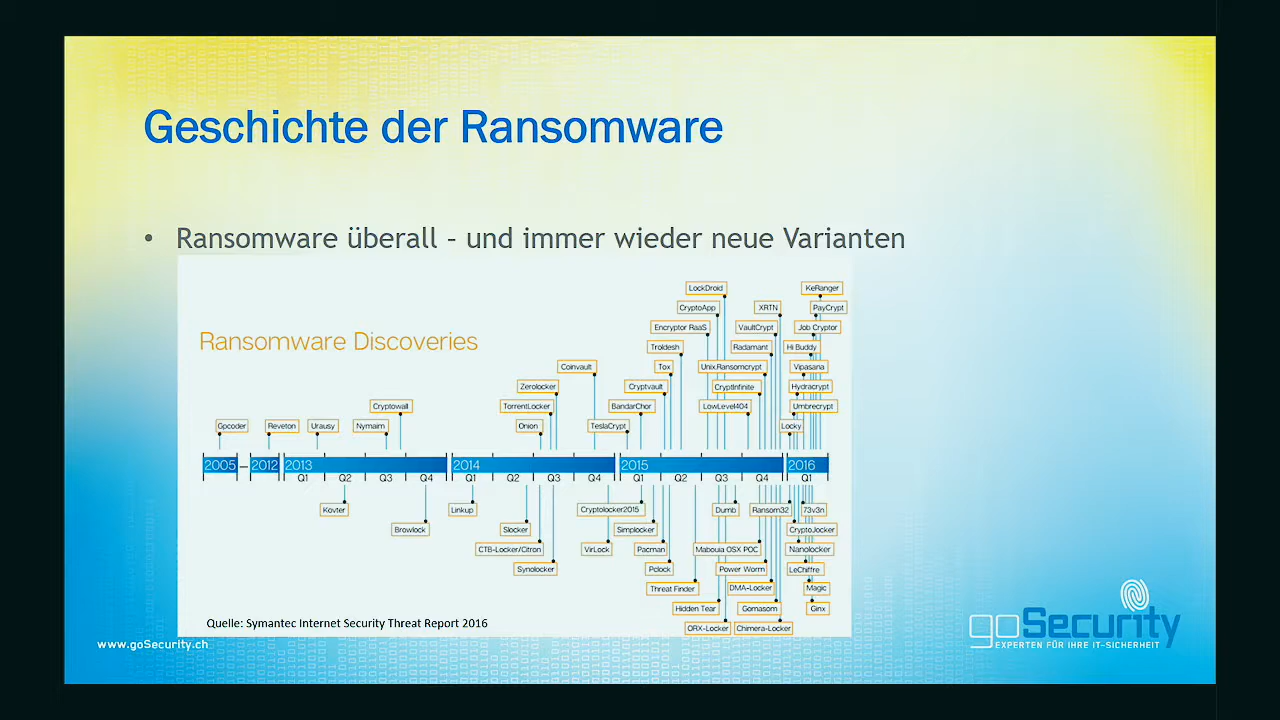 Geschichte der Ransomware
• Ransomware überall – und immer wieder neue Varianten
Ransomware Discoveries
LockDroid
KeRanger
CryptoApp
XRTN
PayCrypt
Encryptor RaaS
VaultCrypt
Job Cryptor
Troldesh
Radamant
Hi Buddy
Coinvault
Tox
Unix.Ransomcrypt
Vipasana
Zerolocker
Cryptvault
CryptInfinite
Hydracrypt
Cryptowall
TorrentLocker
BandarChor
LowLevel404
Umbrecrypt
Gpcoder
Reveton
Urausy
Nymaim
Onion
TeslaCrypt
Locky
2005 – 2012 2013 2014 2015 2016
Q1 Q2 Q3 Q4 Q1 Q2 Q3 Q4 Q1 Q2 Q3 Q4 Q1
Kovter
Linkup
Cryptolocker2015
Dumb
Ransom32
73v3n
Browlock
Slocker
Simplocker
CryptoJocker
CTB-Locker/Citron
VirLock
Pacman
Mabouia OSX POC
Nanolocker
Synolocker
Pclock
Power Worm
LeChiffre
Threat Finder
DMA-Locker
Magic
Hidden Tear
Gomasom
Ginx
ORX-Locker
Chimera-Locker
Quelle: Symantec Internet Security Threat Report 2016
www.goSecurity.ch
goSecurity
EXPERTEN FÜR IHRE IT-SICHERHEIT